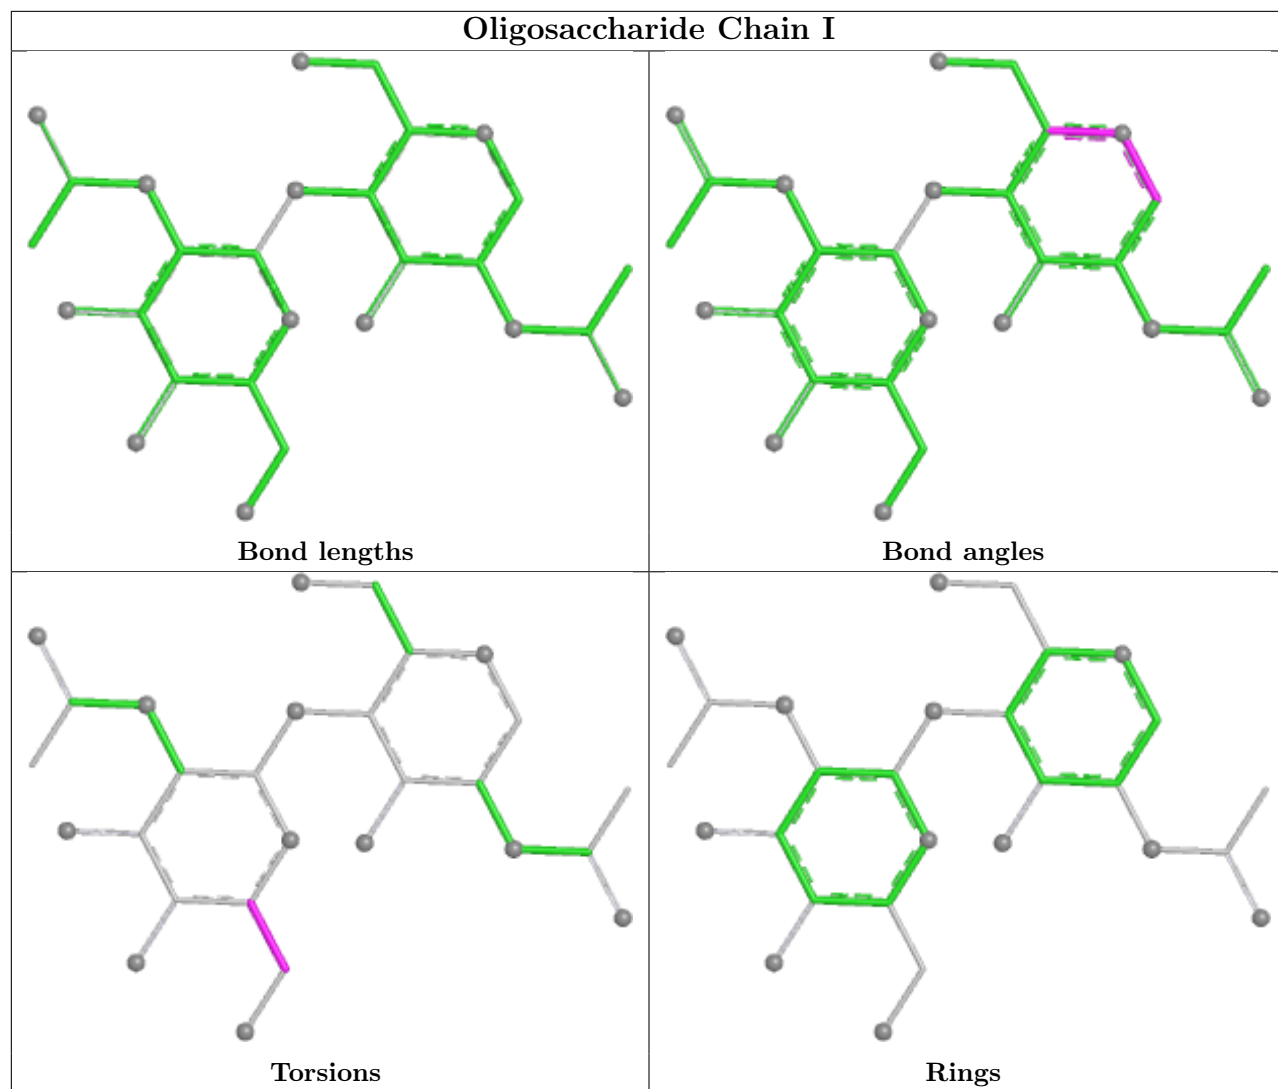 Oligosaccharide Chain I
Bond lengths
Bond angles
Torsions
Rings